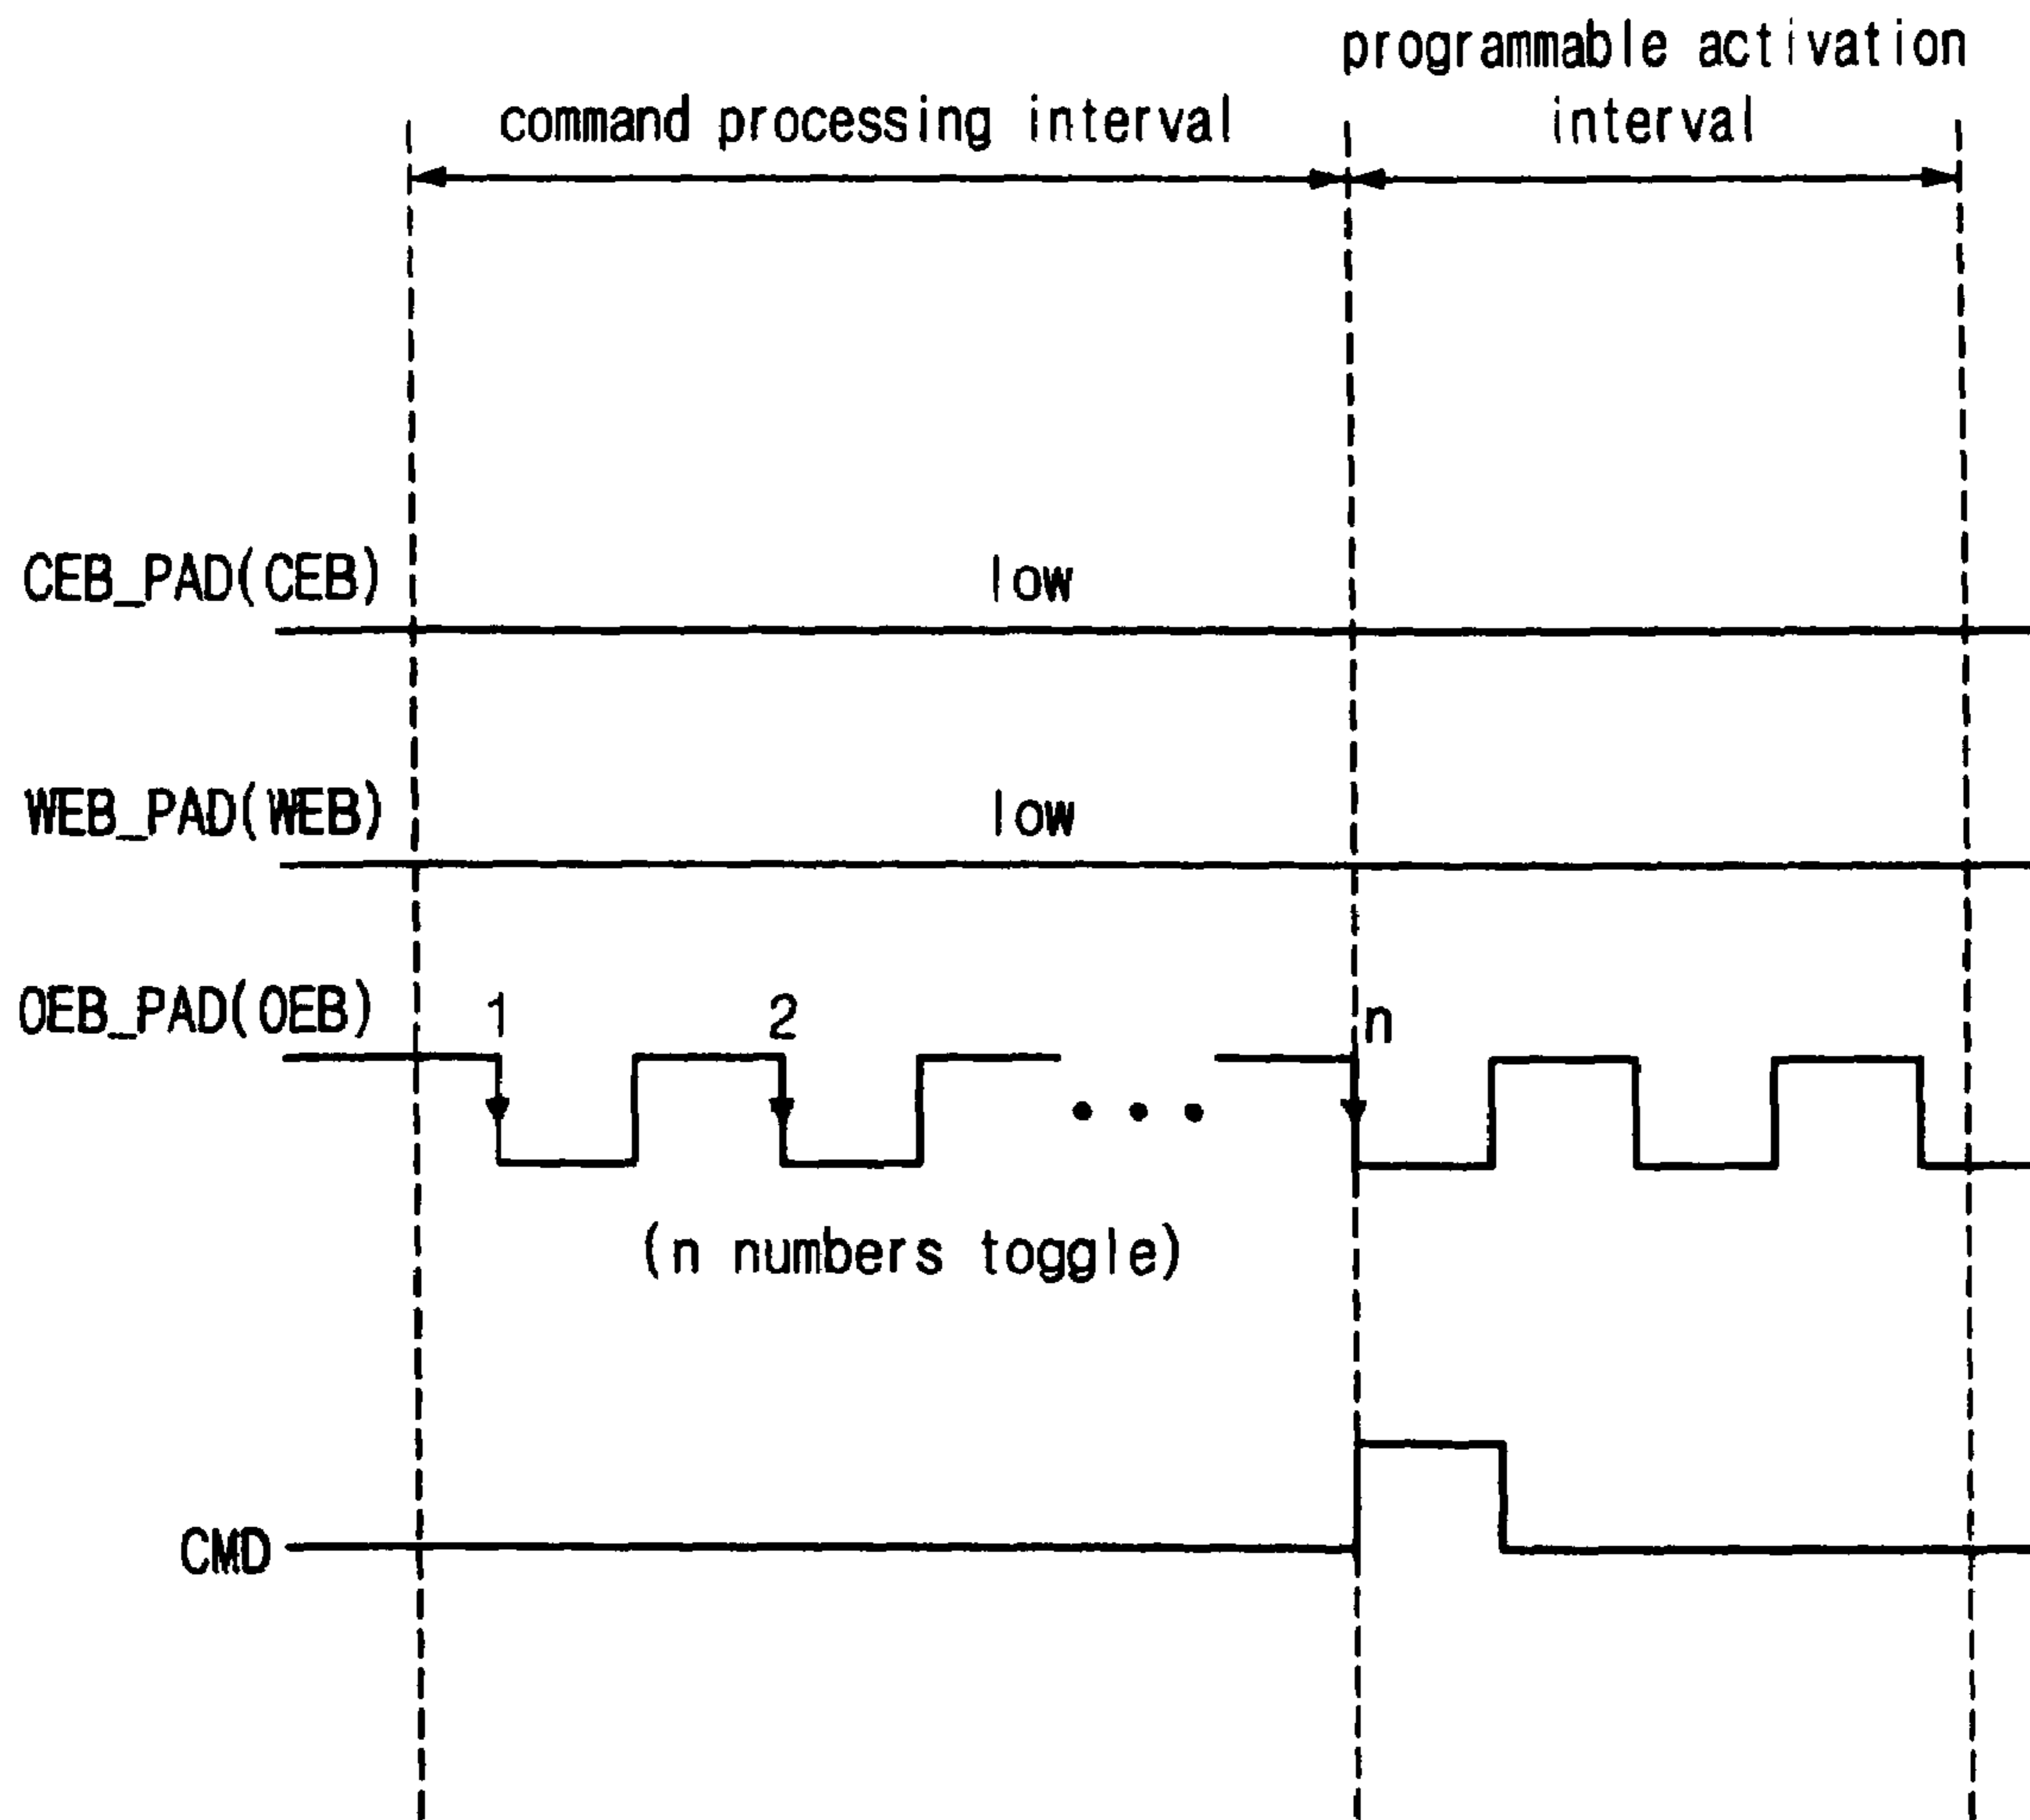 programmable activation
command processing interval
interval
CEB_PAD(CEB)
low
WEB_PAD(WEB)
low
OEB_PAD(OEB)
1
2
n
(n numbers toggle)
CMD